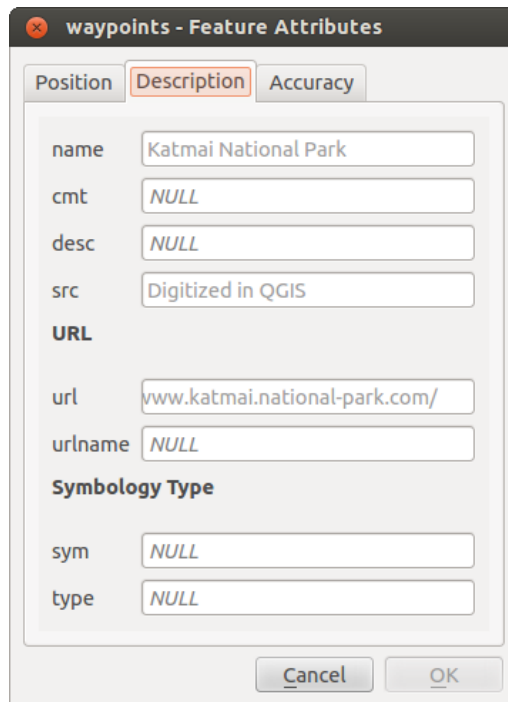 waypoints - Feature Attributes
Position Description Accuracy
name Katmai National Park
cmt NULL
desc NULL
src Digitized in QGIS
URL
url www.katmai.national-park.com/
urlname NULL
Symbology Type
sym NULL
type NULL
Cancel OK